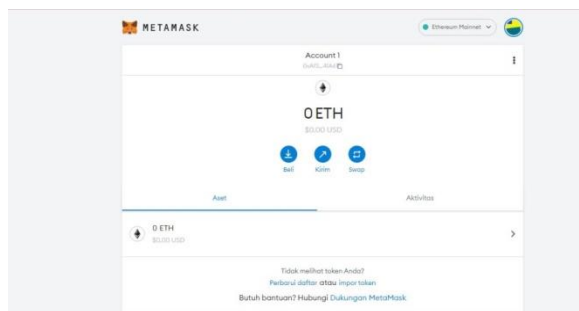 METAMASK
Ethereum Mainnet
Account 1
0 ETH
$0.00 USD
Beli Kirim Swap
Aset Aktivitas
0 ETH
$0.00 USD
Tidak melihat token Anda?
Perbarui daftar atau impor token
Butuh bantuan? Hubungi Dukungan MetaMask